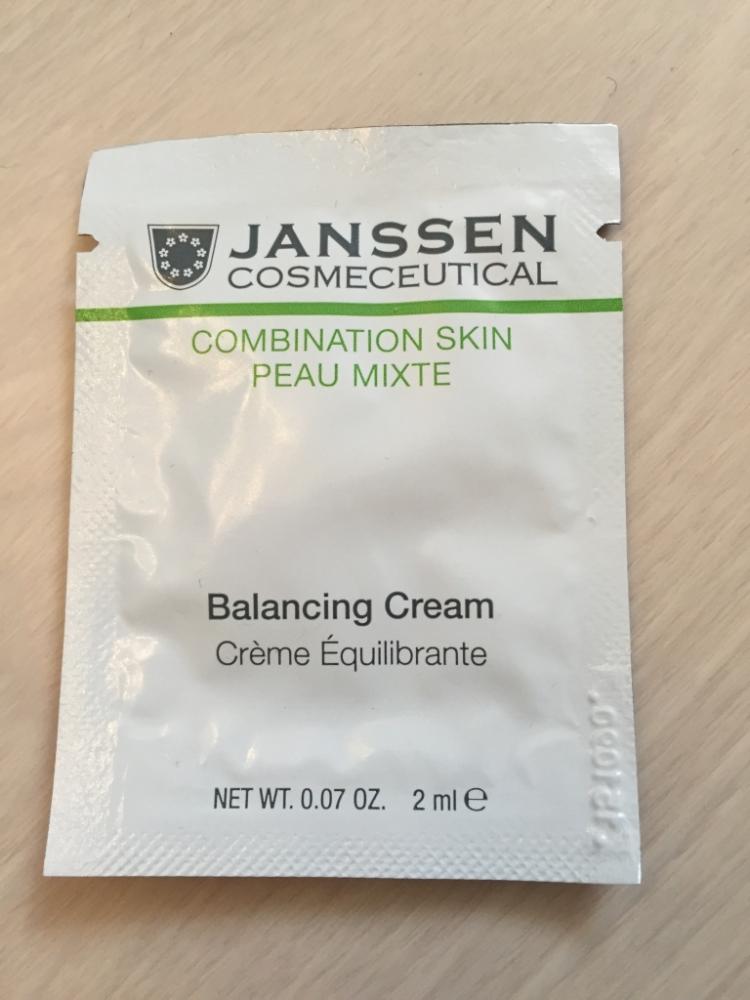 JANSSEN
COSMECEUTICAL
COMBINATION SKIN
PEAU MIXTE
Balancing Cream
Crème Équilibrante
NET WT. 0.07 OZ. 2 ml ℮